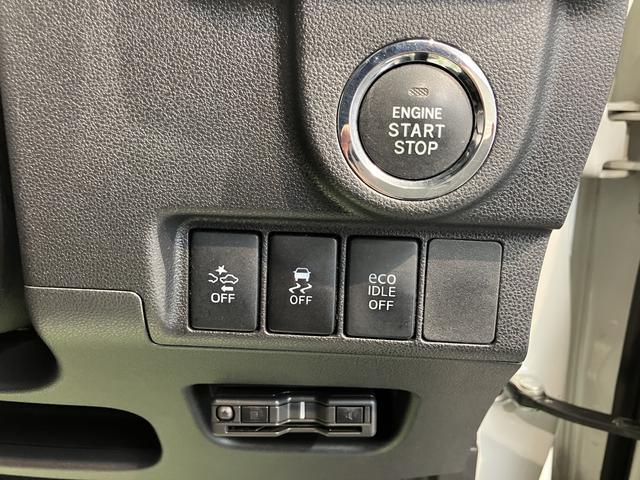 ENGINE
START
STOP
OFF
OFF
eco
IDLE
OFF